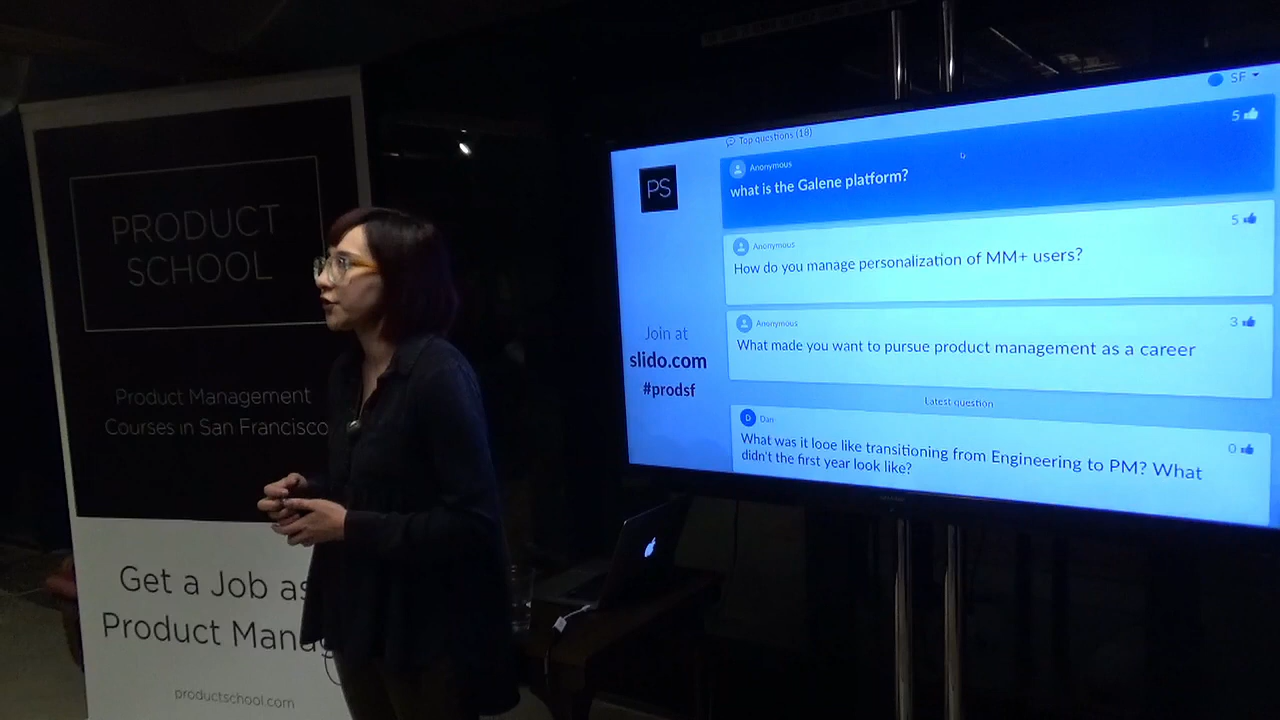 PRODUCT
SCHOOL
Product Management
Courses in San Francisco
Get a Job as
Product Manag
productschool.com
SF
PS
Join at
slido.com
#prodsf
Top questions (18)
Anonymous
5
what is the Galene platform?
Anonymous
5
How do you manage personalization of MM+ users?
Anonymous
3
What made you want to pursue product management as a career
Latest question
D
Dan
0
What was it looe like transitioning from Engineering to PM? What
didn't the first year look like?